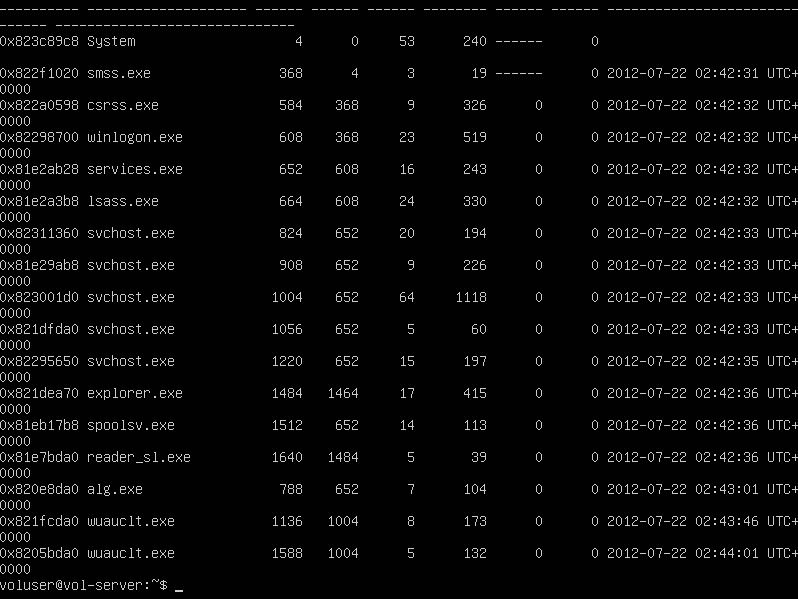 ---------- -------------------- ------ ------ ------ -------- ------ ------ ------------------------
------ ------------------------------
0x823c89c8 System 4 0 53 240 ------ 0
0x822f1020 smss.exe 368 4 3 19 ------ 0 2012-07-22 02:42:31 UTC+
0000
0x822a0598 csrss.exe 584 368 9 326 0 0 2012-07-22 02:42:32 UTC+
0000
0x82298700 winlogon.exe 608 368 23 519 0 0 2012-07-22 02:42:32 UTC+
0000
0x81e2ab28 services.exe 652 608 16 243 0 0 2012-07-22 02:42:32 UTC+
0000
0x81e2a3b8 lsass.exe 664 608 24 330 0 0 2012-07-22 02:42:32 UTC+
0000
0x82311360 svchost.exe 824 652 20 194 0 0 2012-07-22 02:42:33 UTC+
0000
0x81e29ab8 svchost.exe 908 652 9 226 0 0 2012-07-22 02:42:33 UTC+
0000
0x823001d0 svchost.exe 1004 652 64 1118 0 0 2012-07-22 02:42:33 UTC+
0000
0x821dfda0 svchost.exe 1056 652 5 60 0 0 2012-07-22 02:42:33 UTC+
0000
0x82295650 svchost.exe 1220 652 15 197 0 0 2012-07-22 02:42:35 UTC+
0000
0x821dea70 explorer.exe 1484 1464 17 415 0 0 2012-07-22 02:42:36 UTC+
0000
0x81eb17b8 spoolsv.exe 1512 652 14 113 0 0 2012-07-22 02:42:36 UTC+
0000
0x81e7bda0 reader_sl.exe 1640 1484 5 39 0 0 2012-07-22 02:42:36 UTC+
0000
0x820e8da0 alg.exe 788 652 7 104 0 0 2012-07-22 02:43:01 UTC+
0000
0x821fcda0 wuauclt.exe 1136 1004 8 173 0 0 2012-07-22 02:43:46 UTC+
0000
0x8205bda0 wuauclt.exe 1588 1004 5 132 0 0 2012-07-22 02:44:01 UTC+
0000
voluser@vol-server:~$ _